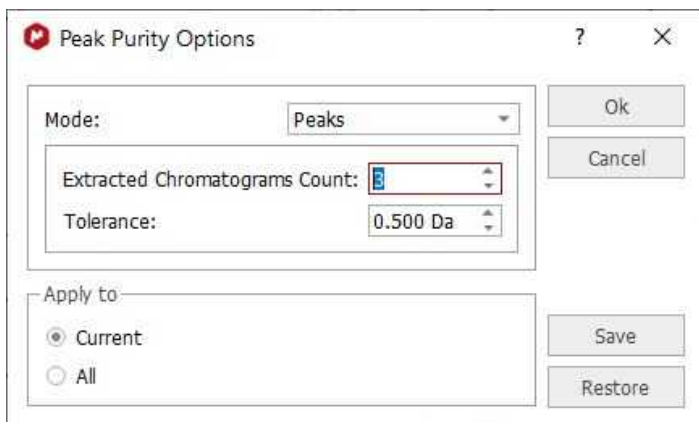 Peak Purity Options ? ×
Mode: Peaks
Extracted Chromatograms Count: 3
Tolerance: 0.500 Da
Apply to
Current
All
Ok
Cancel
Save
Restore